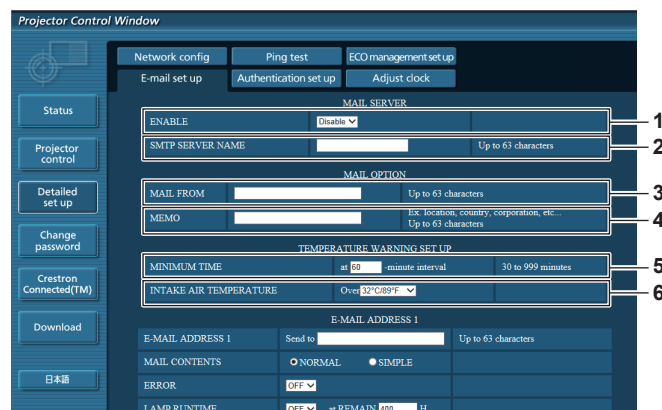 Projector Control Window
Network config
Ping test
ECO management set up
E-mail set up
Authentication set up
Adjust clock
Status
Projector control
Detailed set up
Change password
Crestron Connected(TM)
Download
日本語
MAIL SERVER
ENABLE Disable 1
SMTP SERVER NAME Up to 63 characters 2
MAIL OPTION
MAIL FROM Up to 63 characters 3
MEMO Ex. location, country, corporation, etc... 4
Up to 63 characters
TEMPERATURE WARNING SET UP
MINIMUM TIME at 60 -minute interval 30 to 999 minutes 5
INTAKE AIR TEMPERATURE Over 32°C/89°F 6
E-MAIL ADDRESS 1
E-MAIL ADDRESS 1 Send to Up to 63 characters
MAIL CONTENTS NORMAL SIMPLE
ERROR OFF
LAMP RUNTIME OFF at REMAIN 400 H